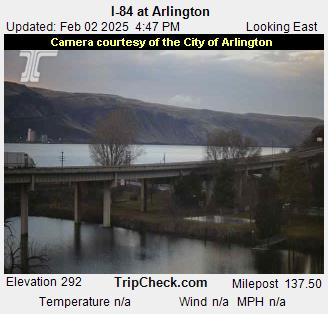 I-84 at Arlington
Updated: Feb 02 2025 4:47 PM Looking East
Camera courtesy of the City of Arlington
Elevation 292 TripCheck.com Milepost 137.50
Temperature n/a Wind n/a MPH n/a